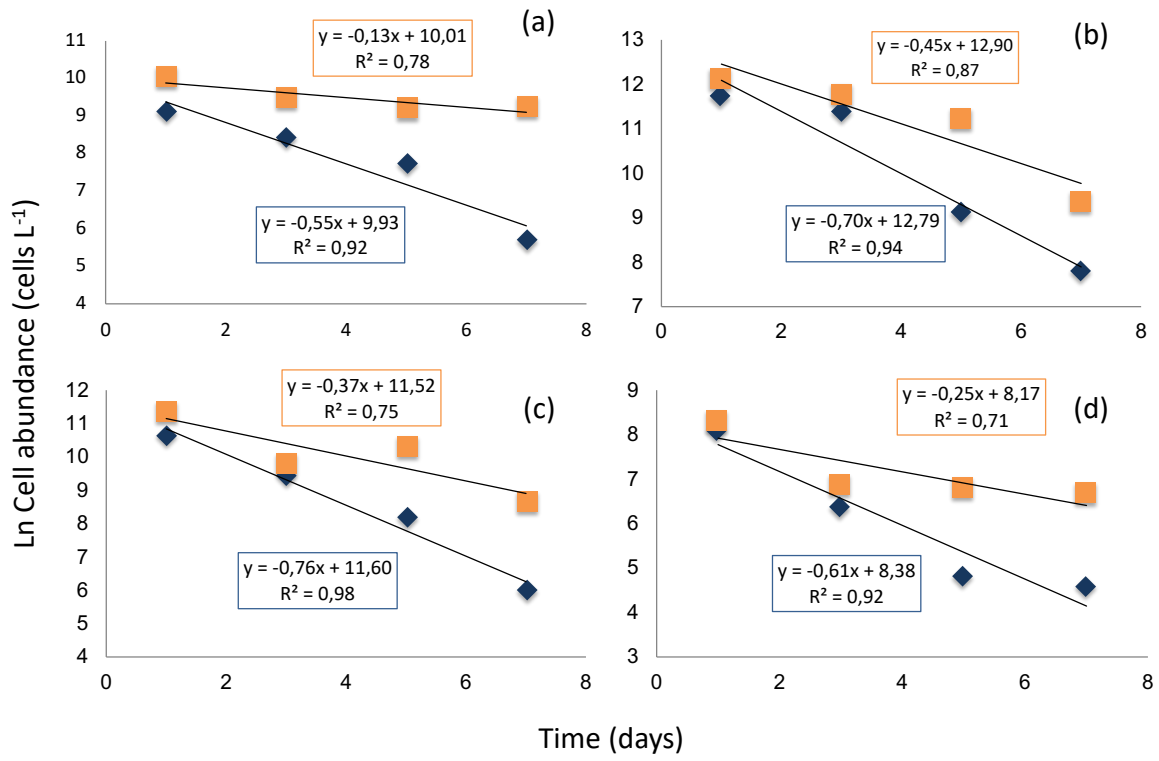 Ln Cell abundance (cells L⁻¹)
(a)
y = -0,13x + 10,01
R² = 0,78
y = -0,55x + 9,93
R² = 0,92
11
10
9
8
7
6
5
4
0 2 4 6 8
(b)
y = -0,45x + 12,90
R² = 0,87
y = -0,70x + 12,79
R² = 0,94
13
12
11
10
9
8
7
0 2 4 6 8
(c)
y = -0,37x + 11,52
R² = 0,75
y = -0,76x + 11,60
R² = 0,98
12
11
10
9
8
7
6
5
4
0 2 4 6 8
(d)
y = -0,25x + 8,17
R² = 0,71
y = -0,61x + 8,38
R² = 0,92
9
8
7
6
5
4
3
0 2 4 6 8
Time (days)